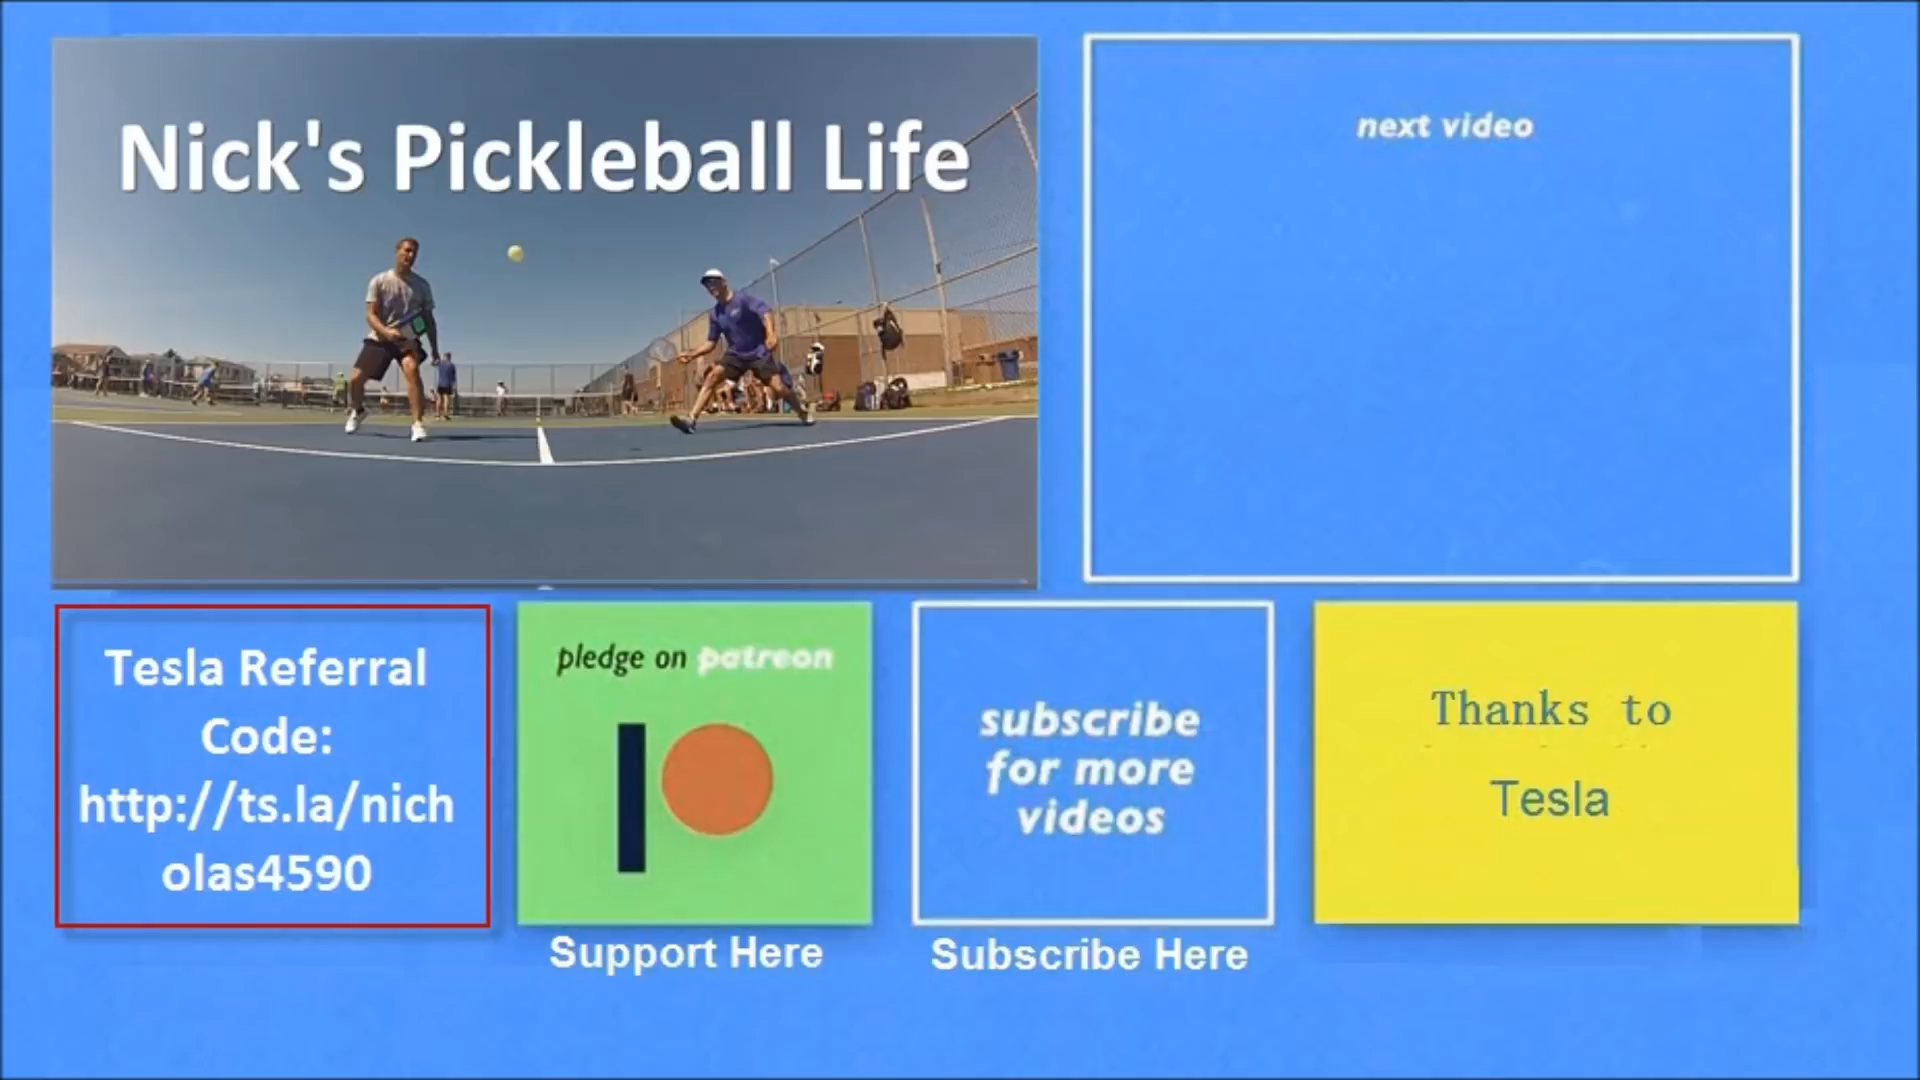 Nick's Pickleball Life
next video
Tesla Referral
Code:
http://ts.la/nich
olas4590
pledge on patreon
subscribe
for more
videos
Thanks to
Tesla
Support Here
Subscribe Here